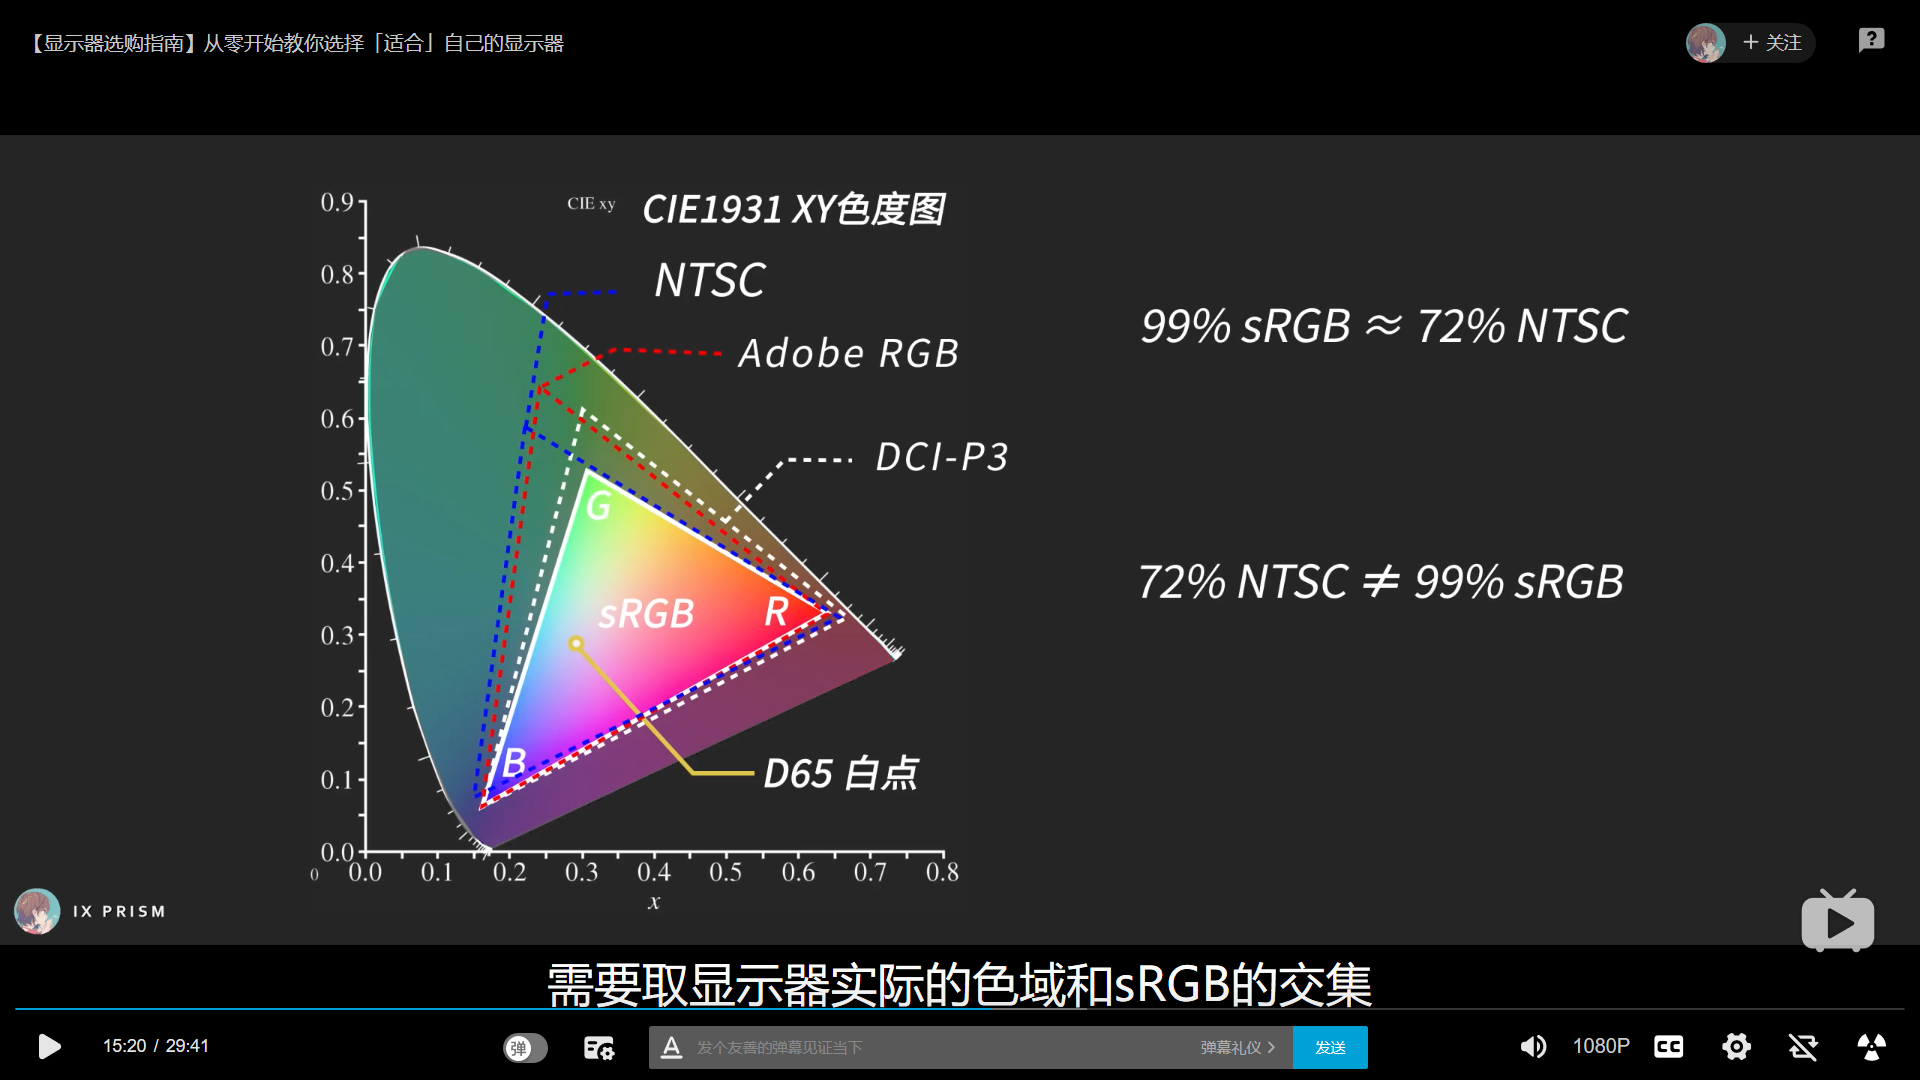 【显示器选购指南】从零开始教你选择「适合」自己的显示器
+ 关注
?
CIE xy
CIE1931 XY色度图
NTSC
Adobe RGB
DCI-P3
G
sRGB
R
B
D65 白点
0.9
0.8
0.7
0.6
0.5
0.4
0.3
0.2
0.1
0.0
0
0.0 0.1 0.2 0.3 0.4 0.5 0.6 0.7 0.8
x
99% sRGB ≈ 72% NTSC
72% NTSC ≠ 99% sRGB
IX PRISM
需要取显示器实际的色域和sRGB的交集
15:20 / 29:41
弹
A
发个友善的弹幕见证当下
弹幕礼仪 >
发送
1080P
CC